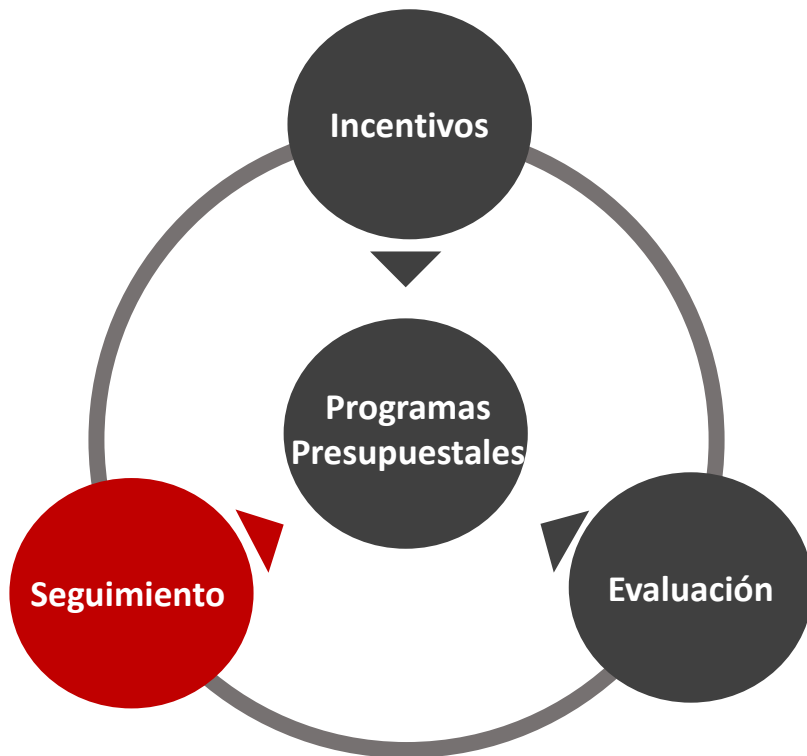 Incentivos
Programas
Presupuestales
Seguimiento
Evaluación